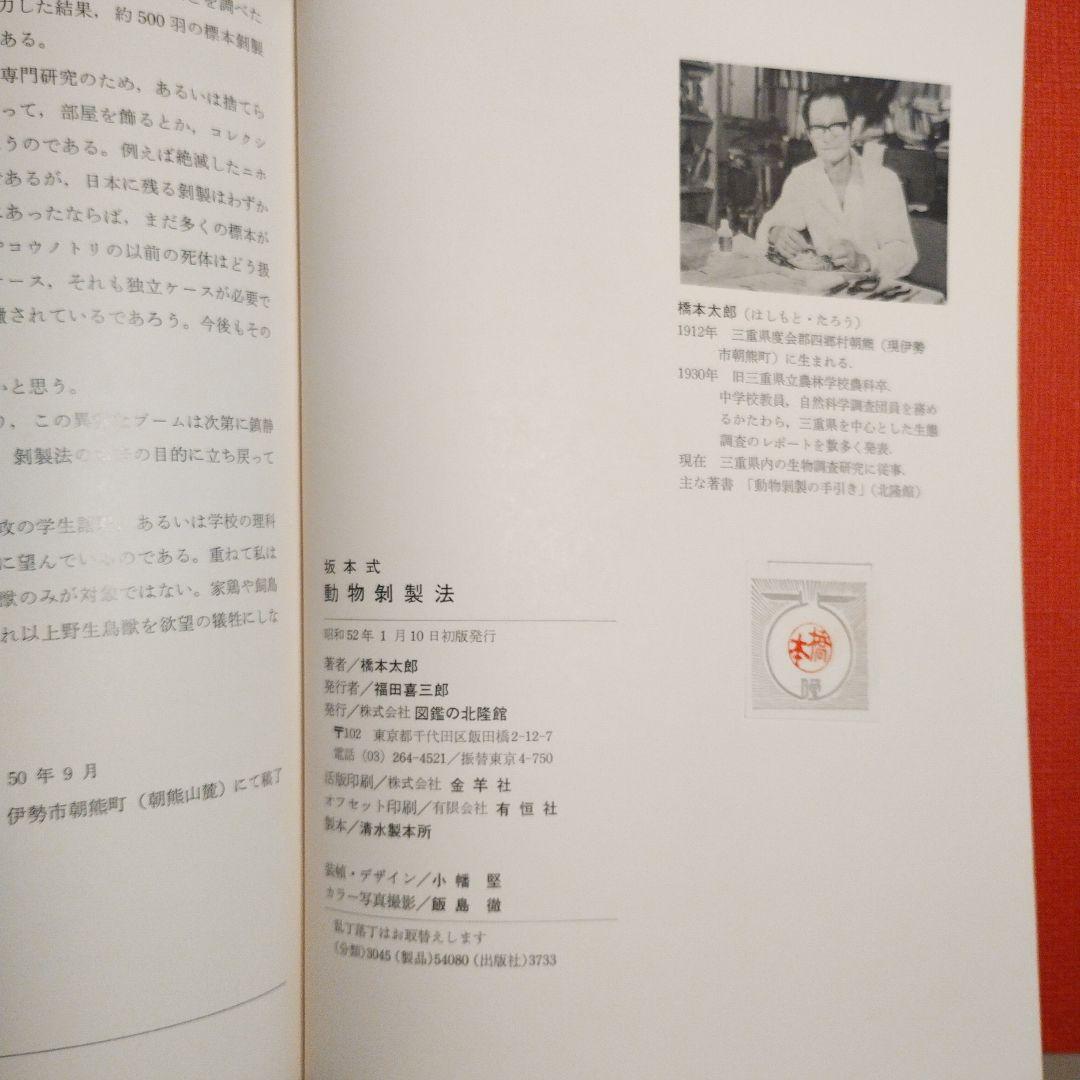 を調べた
力した結果，約500羽の標本剝製
ある。
専門研究のため，あるいは捨てら
って，部屋を飾るとか，コレクシ
うのである。例えば絶滅したニホ
であるが，日本に残る剝製はわずか
にあったならば，まだ多くの標本が
やコウノトリの以前の死体はどう扱
ケース，それも独立ケースが必要で
されているであろう。今後もその
いと思う。
り，この異常なブームは次第に鎮静
剝製法の の目的に立ち戻って
攻の学生 あるいは学校の理科
に望んでいるのである。重ねて私は
獣のみが対象ではない。家鶏や飼鳥
れ以上野生鳥獣を欲望の犠牲にしな
50年9月
伊勢市朝熊町（朝熊山麓）にて稿了
橋本太郎（はしもと・たろう）
1912年 三重県度会郡四郷村朝熊（現伊勢
市朝熊町）に生まれる.
1930年 旧三重県立農林学校農科卒.
中学校教員，自然科学調査団員を務め
るかたわら，三重県を中心とした生態
調査のレポートを数多く発表.
現在 三重県内の生物調査研究に従事.
主な著書 「動物剝製の手引き」（北隆館）
坂本式
動物剝製法
昭和52年1月10日初版発行
著者／橋本太郎
発行者／福田喜三郎
発行／株式会社 図鑑の北隆館
〒102 東京都千代田区飯田橋2-12-7
電話（03）264-4521／振替東京4-750
活版印刷／株式会社 金羊社
オフセット印刷／有限会社 有恒社
製本／清水製本所
装幀・デザイン／小幡 堅
カラー写真撮影／飯島 徹
乱丁落丁はお取替えします
(分類)3045(製品)54080(出版社)3733
橋本